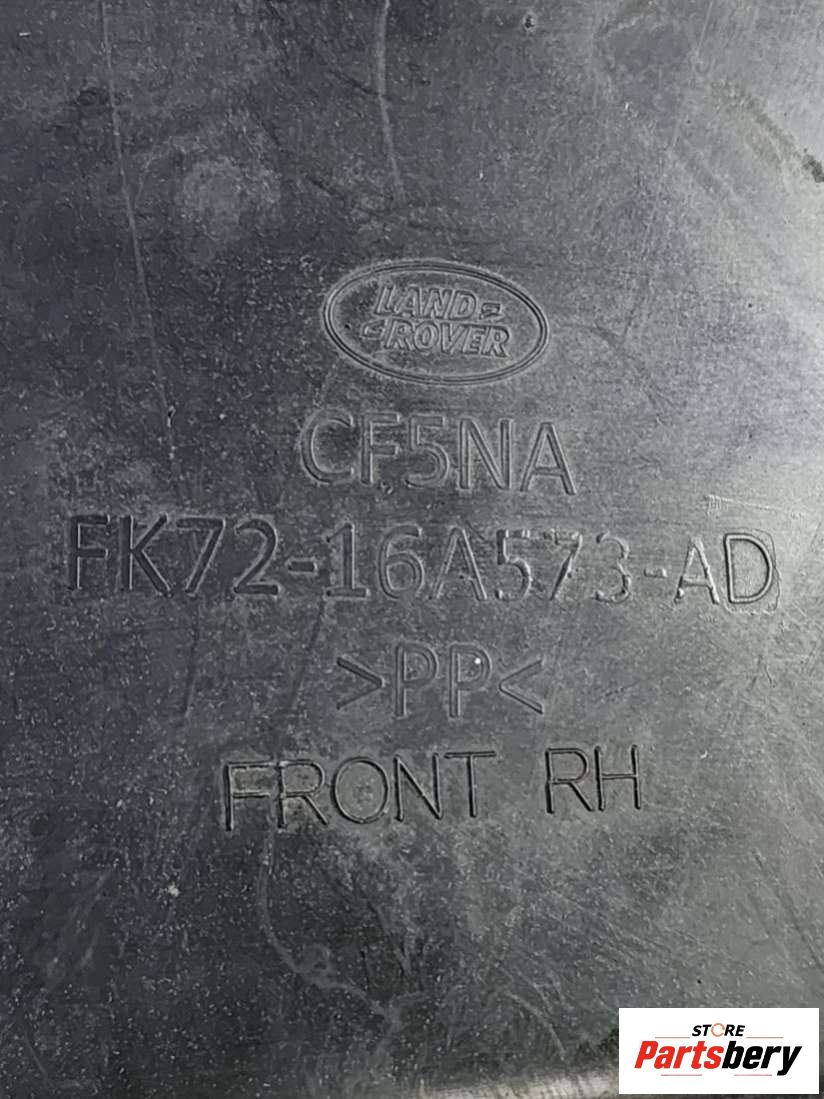 LAND
ROVER
CF5NA
FK72-16A573-AD
>PP<
FRONT RH
STORE
Partsbery